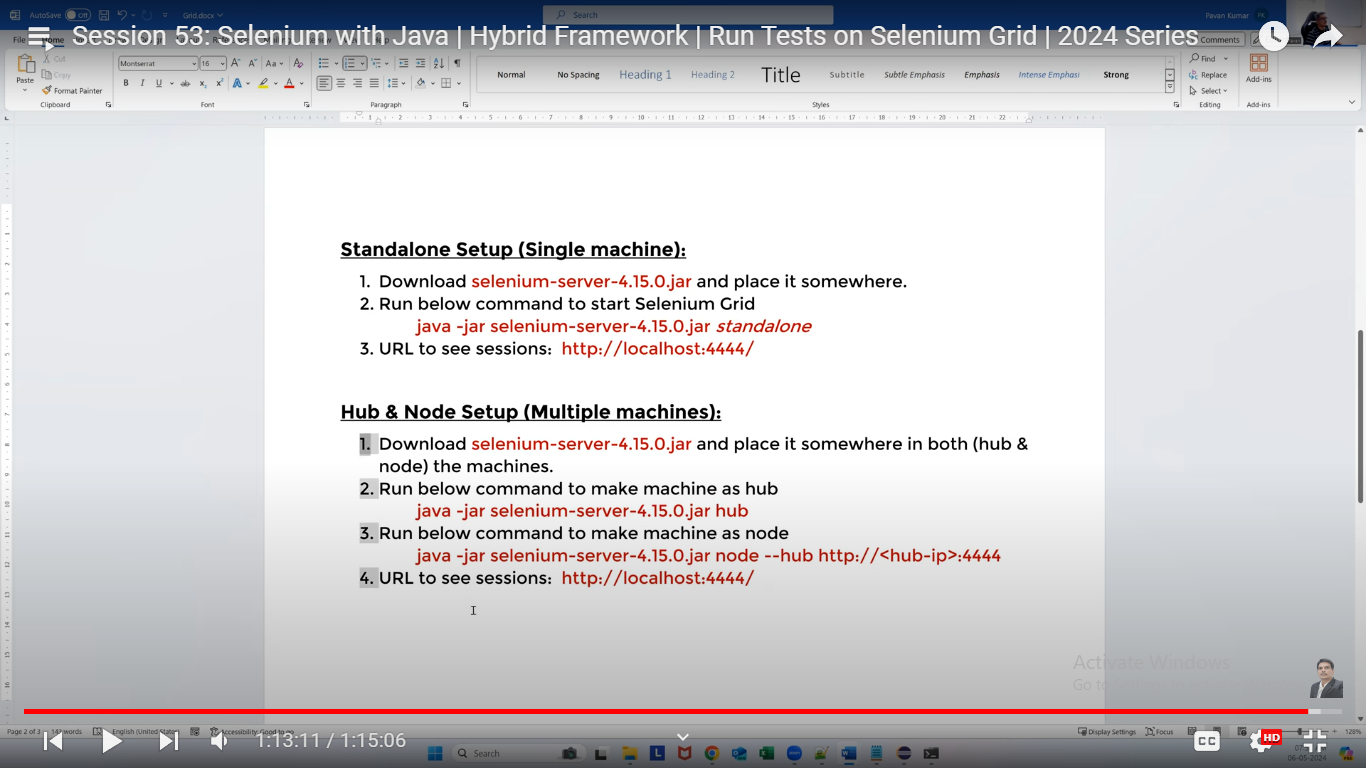 AutoSave Off Grid.docx Search Pavan Kumar PK
Session 53: Selenium with Java | Hybrid Framework | Run Tests on Selenium Grid | 2024 Series
File Home Comments
Paste Cut
Copy
Format Painter
Clipboard
Montserrat 16
Font
Paragraph
Normal No Spacing Heading 1 Heading 2 Title Subtitle Subtle Emphasis Emphasis Intense Emphasi Strong
Styles
Find
Replace
Select
Editing
Add-ins
Add-ins
Standalone Setup (Single machine):
1. Download selenium-server-4.15.0.jar and place it somewhere.
2. Run below command to start Selenium Grid
java -jar selenium-server-4.15.0.jar standalone
3. URL to see sessions: http://localhost:4444/
Hub & Node Setup (Multiple machines):
1. Download selenium-server-4.15.0.jar and place it somewhere in both (hub &
node) the machines.
2. Run below command to make machine as hub
java -jar selenium-server-4.15.0.jar hub
3. Run below command to make machine as node
java -jar selenium-server-4.15.0.jar node --hub http://<hub-ip>:4444
4. URL to see sessions: http://localhost:4444/
Activate Windows
Page 2 of 3 English (United States) Accessibility: Good to go Display Settings Focus 128%
1:13:11 / 1:15:06
Search
CC HD
06-05-2024